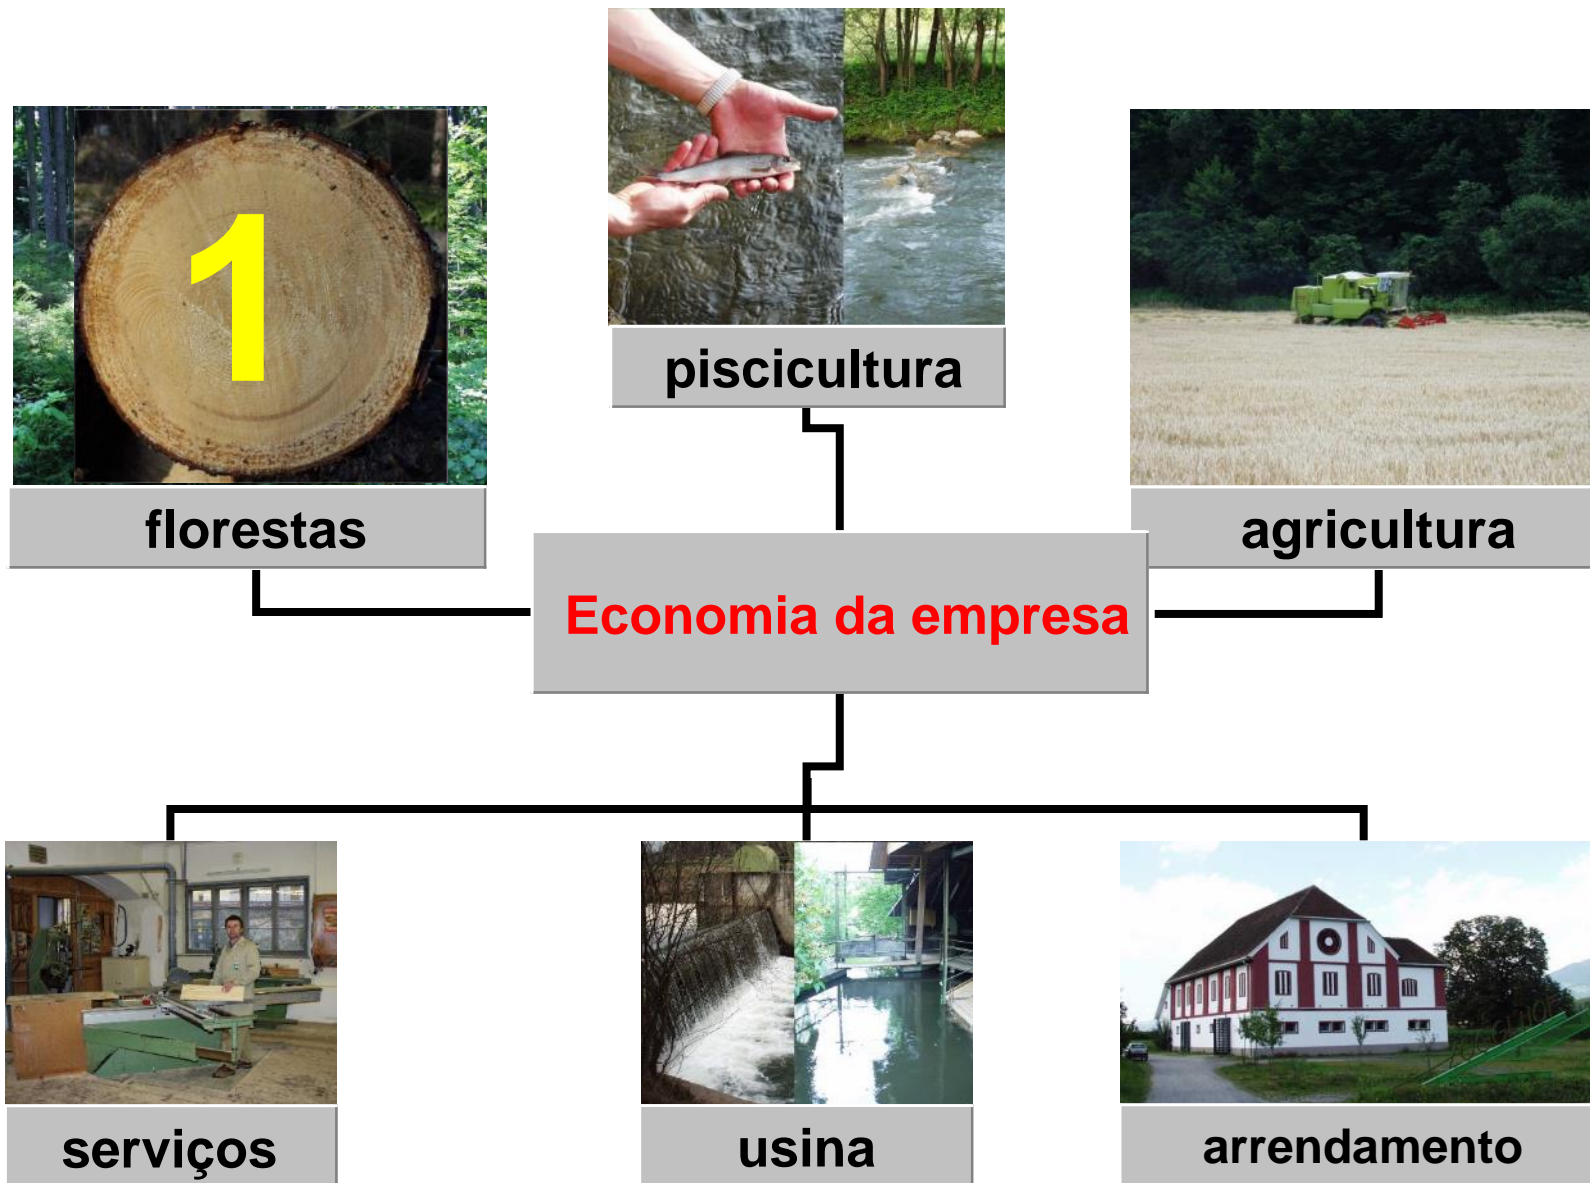 1
piscicultura
florestas
agricultura
Economia da empresa
serviços
usina
arrendamento